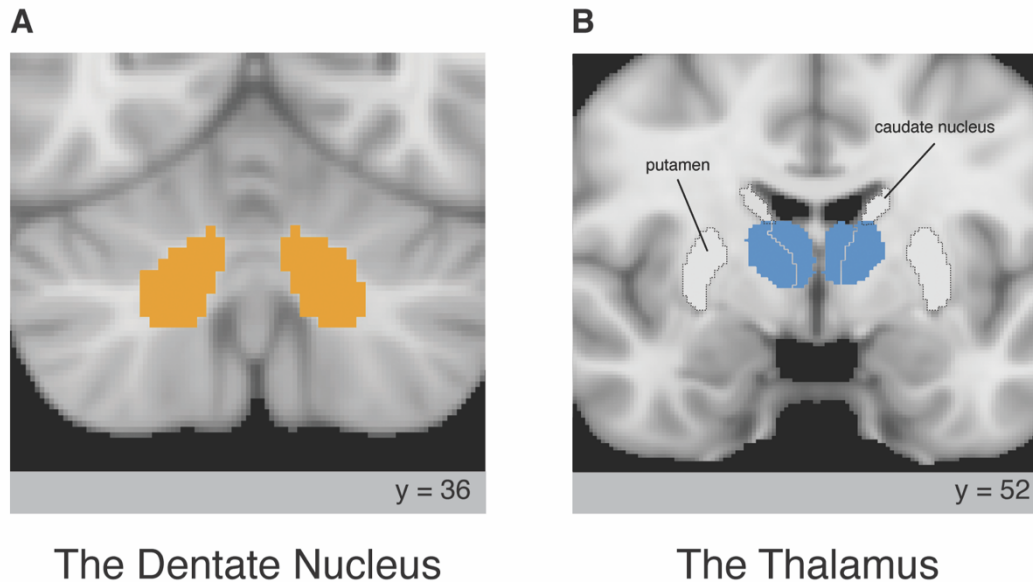 A
B
caudate nucleus
putamen
y = 36
y = 52
The Dentate Nucleus
The Thalamus